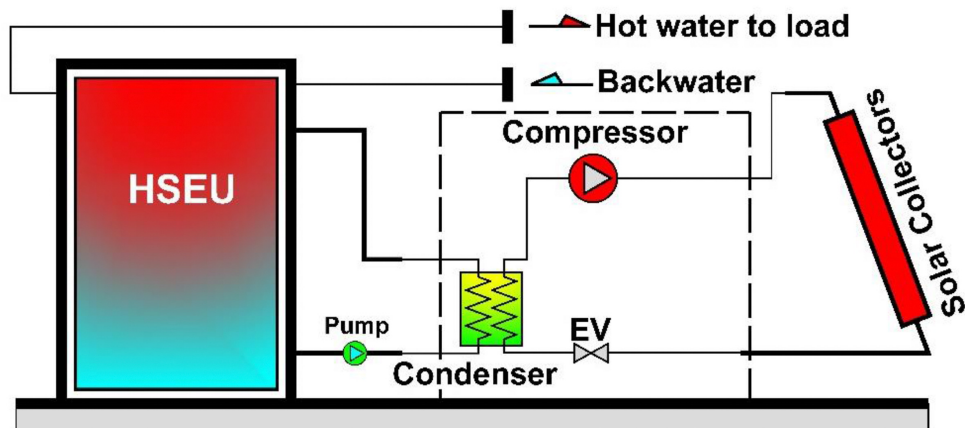 Hot water to load
Backwater
Compressor
Solar Collectors
HSEU
Pump
EV
Condenser